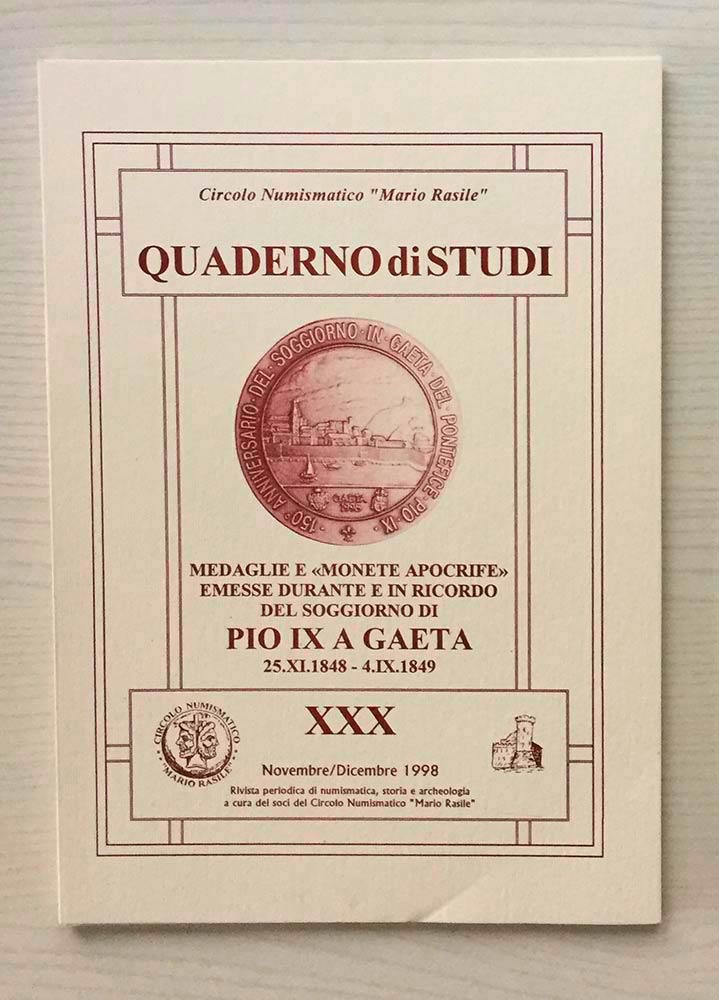 Circolo Numismatico "Mario Rasile"
QUADERNO di STUDI
· 150° ANNIVERSARIO · DEL · SOGGIORNO · IN · GAETA · DEL · PONTEFICE · PIO · IX ·
GAETA
1998
MEDAGLIE E «MONETE APOCRIFE»
EMESSE DURANTE E IN RICORDO
DEL SOGGIORNO DI
PIO IX A GAETA
25.XI.1848 - 4.IX.1849
XXX
CIRCOLO NUMISMATICO
"MARIO RASILE"
Novembre/Dicembre 1998
Rivista periodica di numismatica, storia e archeologia
a cura dei soci del Circolo Numismatico "Mario Rasile"